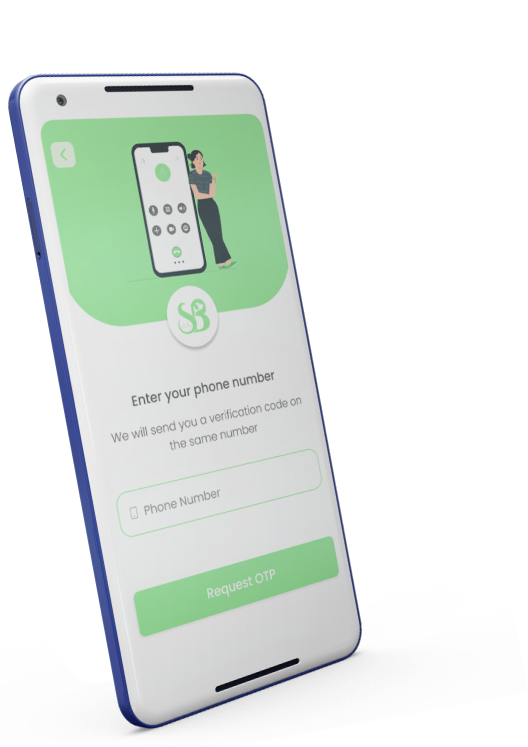 SB
Enter your phone number
We will send you a verification code on
the same number
Phone Number
Request OTP